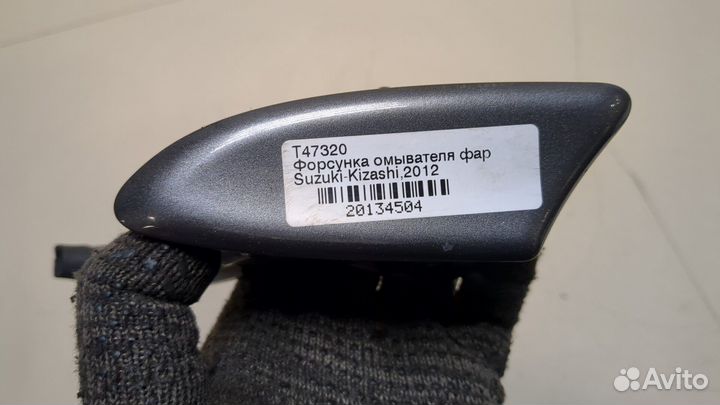 T47320
Форсунка омывателя фар
Suzuki-Kizashi,2012
20134504
Avito